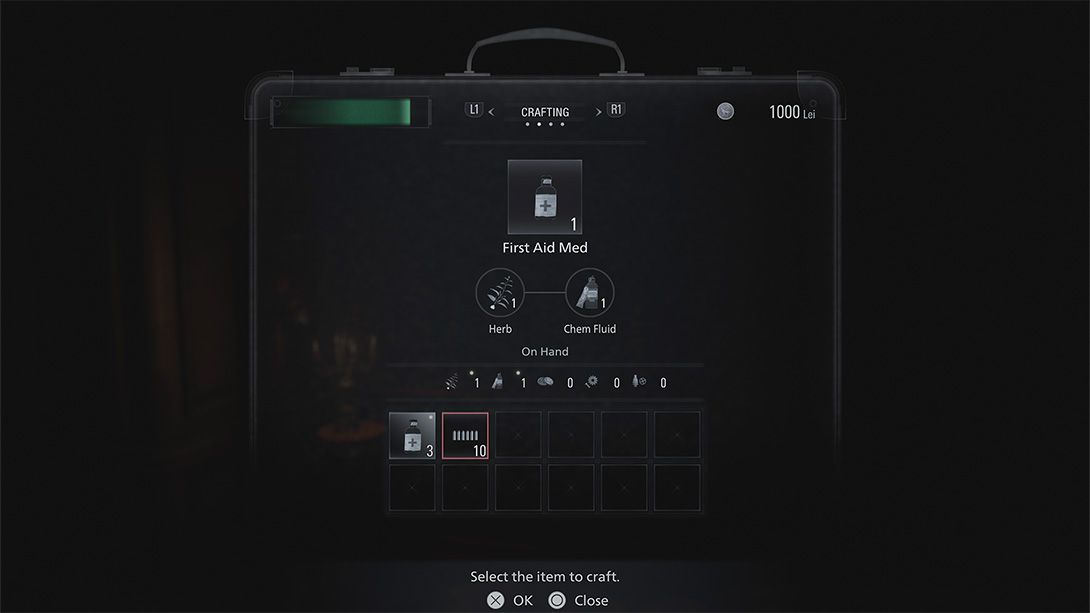 L1 CRAFTING R1
1000 Lei
1
First Aid Med
1 1
Herb Chem Fluid
On Hand
1 1 0 0 0
3 10
Select the item to craft.
OK Close